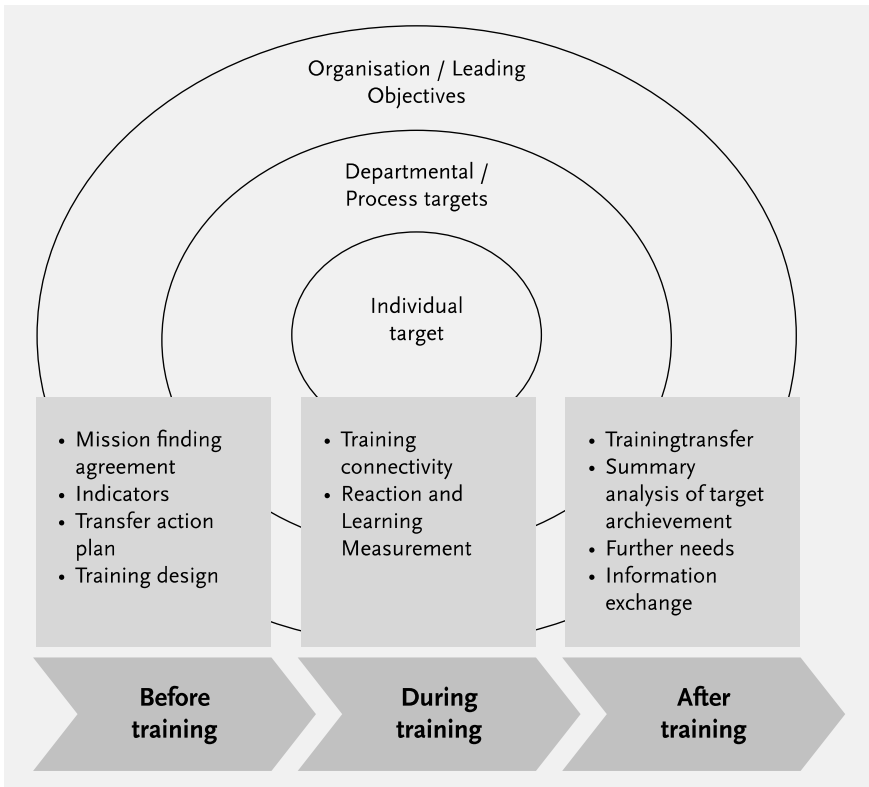 Organisation / Leading
Objectives
Departmental /
Process targets
Individual
target
• Mission finding
agreement
• Indicators
• Transfer action
plan
• Training design
• Training
connectivity
• Reaction and
Learning
Measurement
• Trainingtransfer
• Summary
analysis of target
archievement
• Further needs
• Information
exchange
Before
training
During
training
After
training